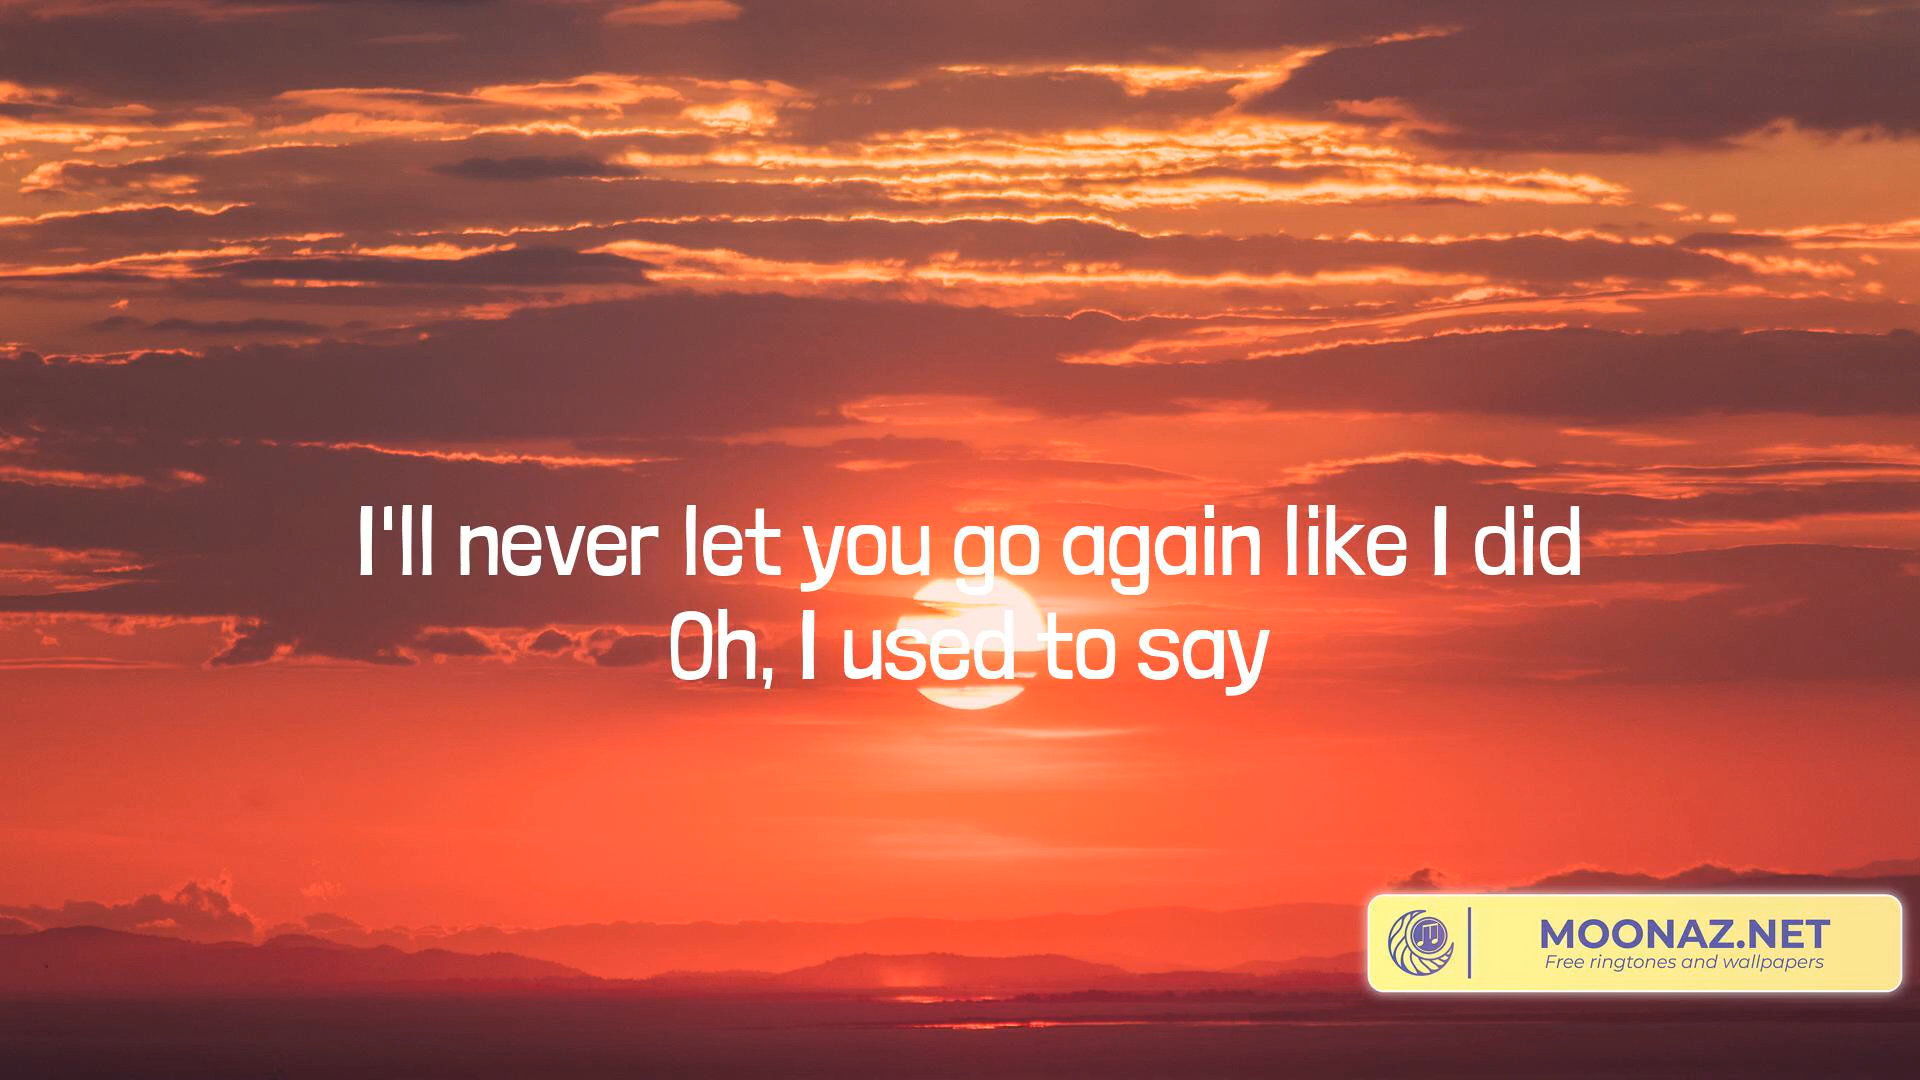 I'll never let you go again like I did
Oh, I used to say
MOONAZ.NET
Free ringtones and wallpapers